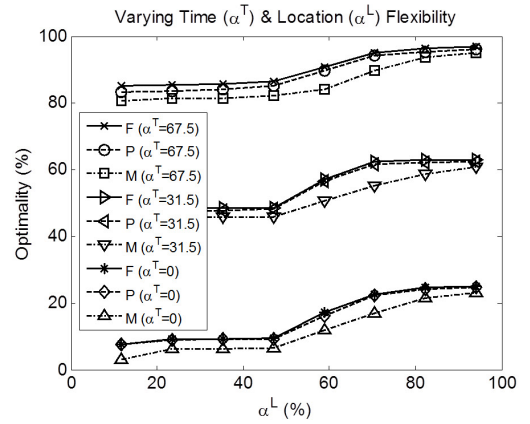 Varying Time (α^T) & Location (α^L) Flexibility
Optimality (%)
100
80
60
40
20
0
F (α^T=67.5)
P (α^T=67.5)
M (α^T=67.5)
F (α^T=31.5)
P (α^T=31.5)
M (α^T=31.5)
F (α^T=0)
P (α^T=0)
M (α^T=0)
0 20 40 60 80 100
α^L (%)